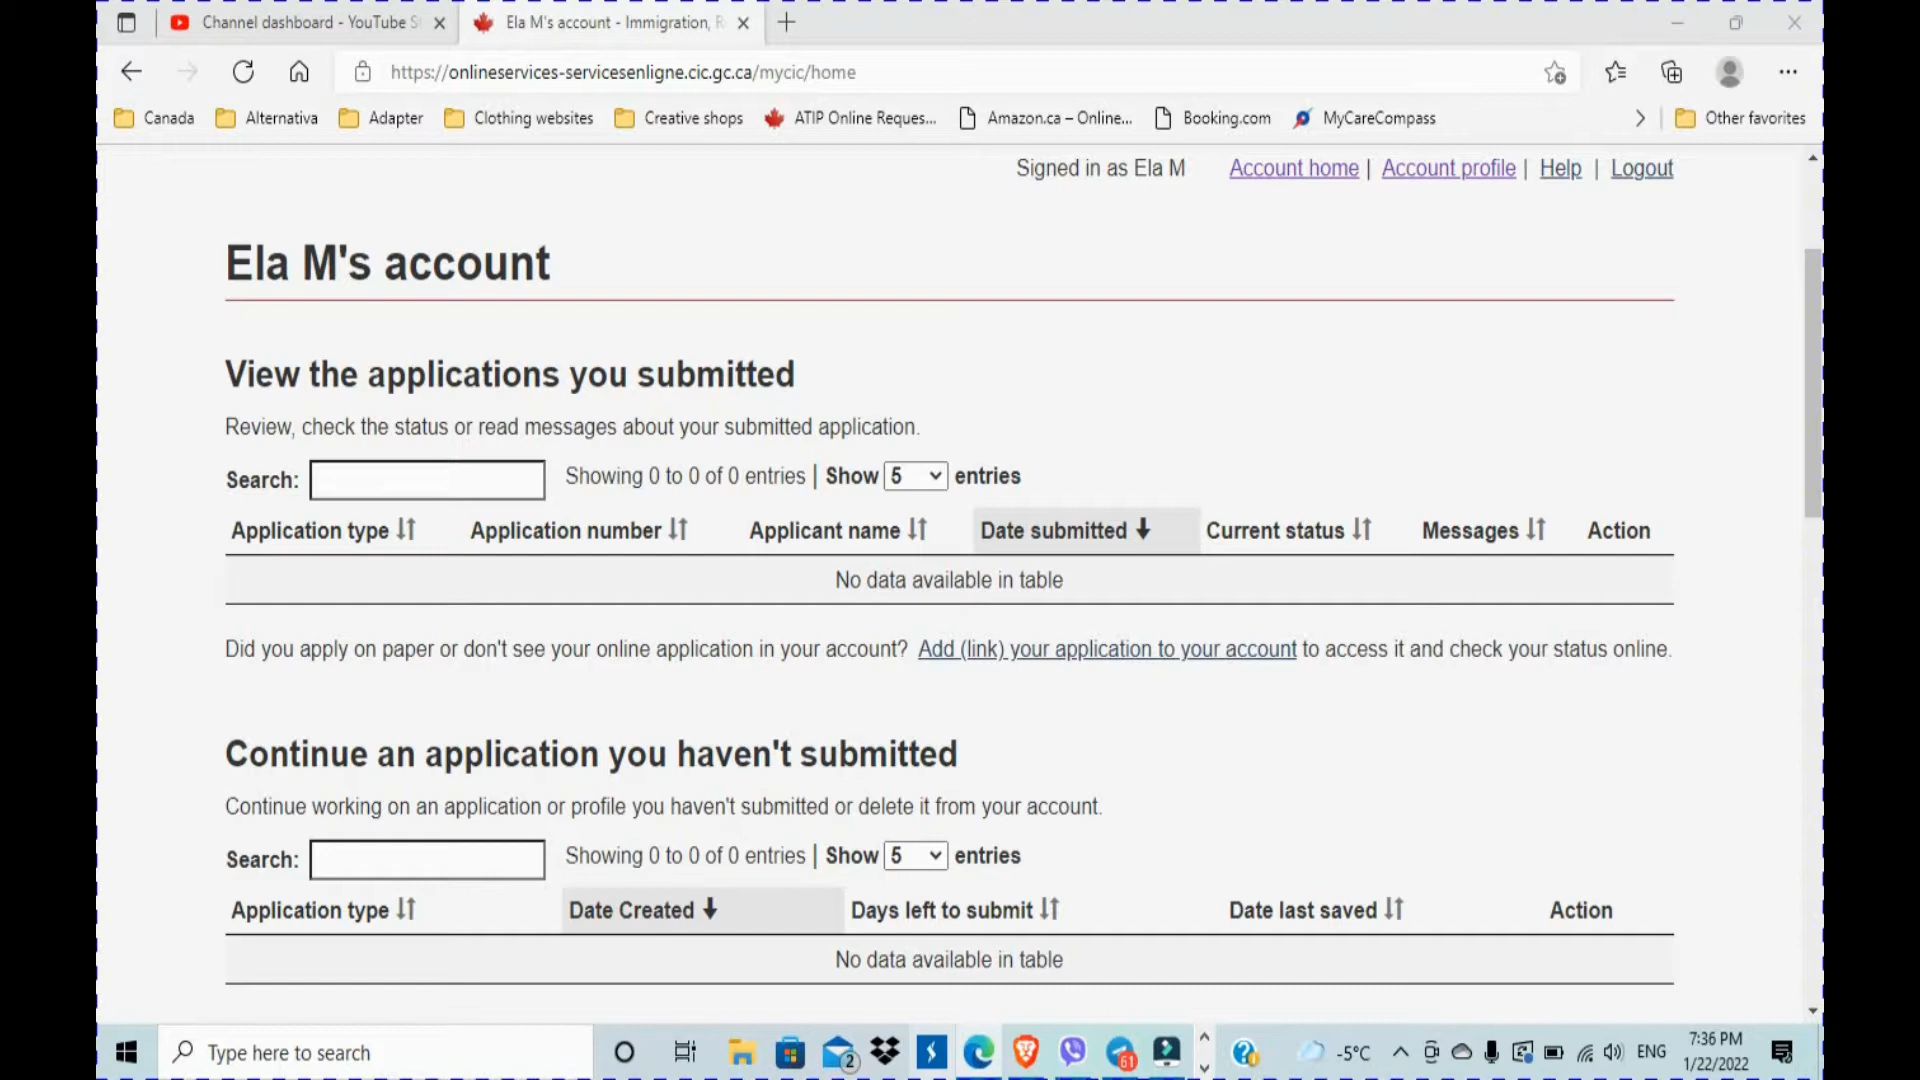 Channel dashboard - YouTube S
Ela M's account - Immigration, R
https://onlineservices-servicesenligne.cic.gc.ca/mycic/home
Canada Alternativa Adapter Clothing websites Creative shops ATIP Online Reques... Amazon.ca – Online... Booking.com MyCareCompass Other favorites
Signed in as Ela M Account home | Account profile | Help | Logout
Ela M's account
View the applications you submitted
Review, check the status or read messages about your submitted application.
Search: Showing 0 to 0 of 0 entries | Show 5 entries
Application type Application number Applicant name Date submitted Current status Messages Action
No data available in table
Did you apply on paper or don't see your online application in your account? Add (link) your application to your account to access it and check your status online.
Continue an application you haven't submitted
Continue working on an application or profile you haven't submitted or delete it from your account.
Search: Showing 0 to 0 of 0 entries | Show 5 entries
Application type Date Created Days left to submit Date last saved Action
No data available in table
Type here to search 2 61 -5°C ENG 7:36 PM
1/22/2022